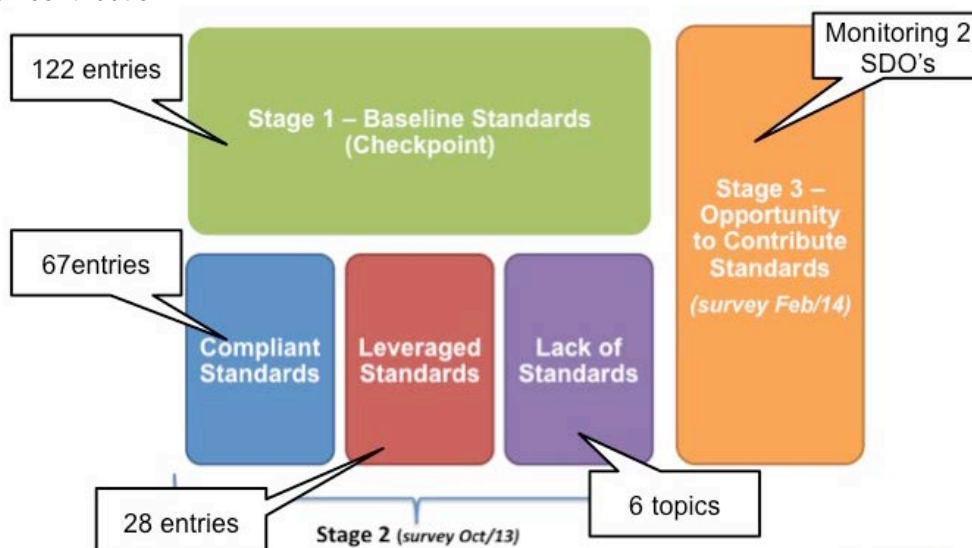 122 entries
Stage 1 – Baseline Standards
(Checkpoint)
Monitoring 2
SDO's
Stage 3 –
Opportunity
to Contribute
Standards
(survey Feb/14)
67entries
Compliant
Standards
Leveraged
Standards
Lack of
Standards
28 entries
6 topics
Stage 2 (survey Oct/13)